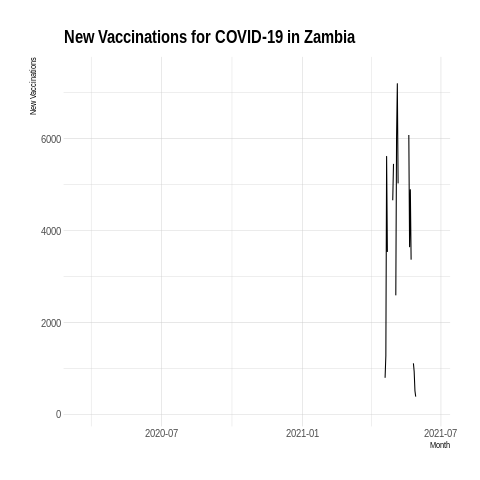 New Vaccinations for COVID-19 in Zambia
New Vaccinations
6000
4000
2000
0
2020-07
2021-01
2021-07
Month